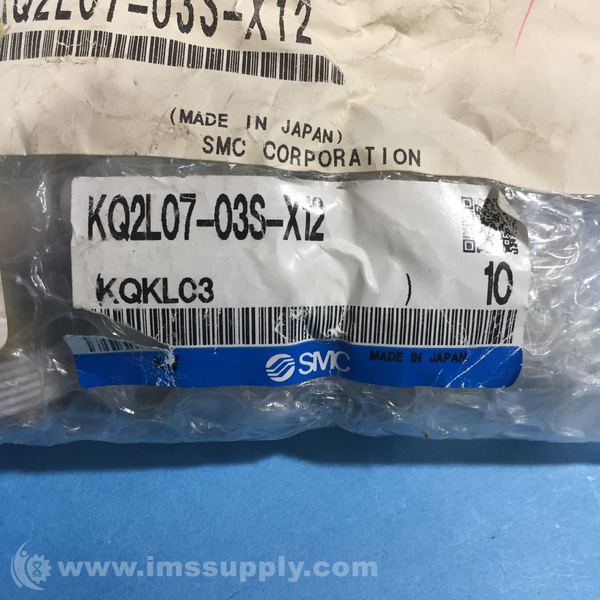 KQ2L07-03S-X12
(MADE IN JAPAN)
SMC CORPORATION
KQ2L07-03S-X12
KQKLC3 ) 10
SMC MADE IN JAPAN
www.imssupply.com